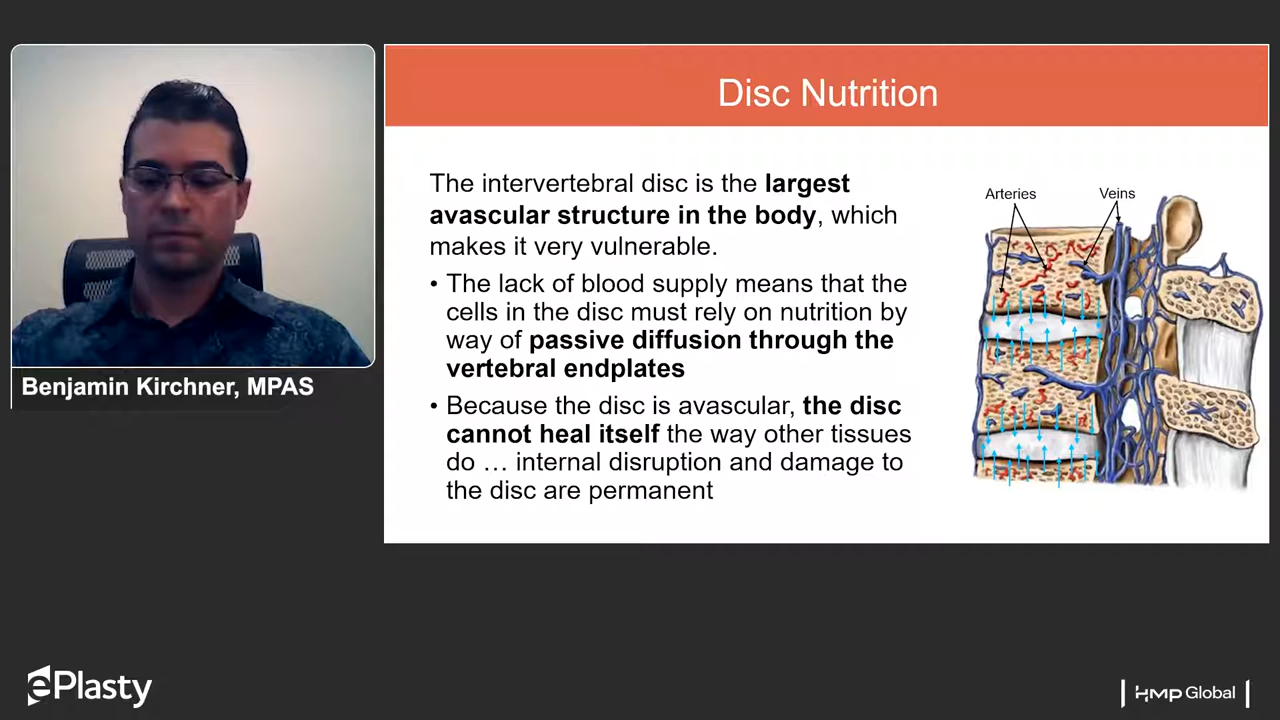 Disc Nutrition
The intervertebral disc is the largest
avascular structure in the body, which
makes it very vulnerable.
• The lack of blood supply means that the
cells in the disc must rely on nutrition by
way of passive diffusion through the
vertebral endplates
• Because the disc is avascular, the disc
cannot heal itself the way other tissues
do … internal disruption and damage to
the disc are permanent
Arteries
Veins
Benjamin Kirchner, MPAS
ePlasty
HMP Global